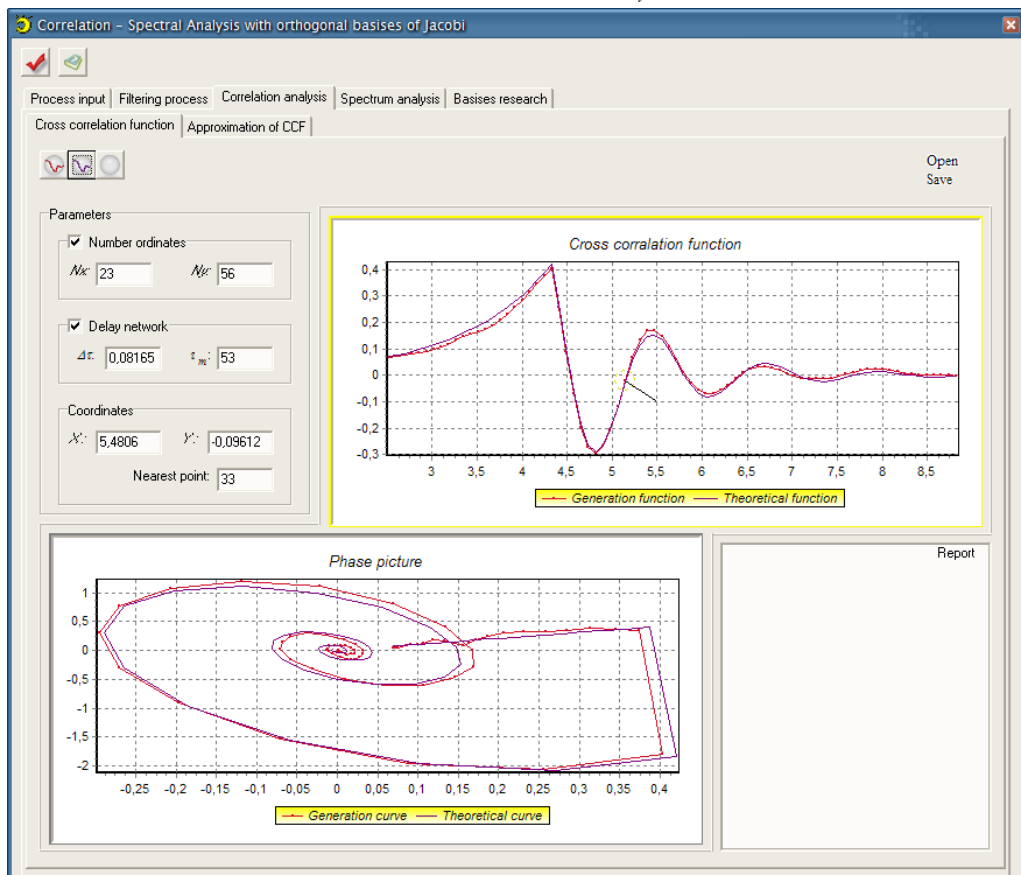 Correlation - Spectral Analysis with orthogonal basises of Jacobi
Process input Filtering process Correlation analysis Spectrum analysis Basises research
Cross correlation function Approximation of CCF
Open
Save
Parameters
Number ordinates
Nx: 23 Ny: 56
Delay network
Δτ: 0,08165 τm: 53
Coordinates
X: 5,4806 Y: -0,09612
Nearest point: 33
Cross corralation function
0,4
0,3
0,2
0,1
0
-0,1
-0,2
-0,3
3 3,5 4 4,5 5 5,5 6 6,5 7 7,5 8 8,5
Generation function Theoretical function
Phase picture
1
0,5
0
-0,5
-1
-1,5
-2
-0,25 -0,2 -0,15 -0,1 -0,05 0 0,05 0,1 0,15 0,2 0,25 0,3 0,35 0,4
Generation curve Theoretical curve
Report